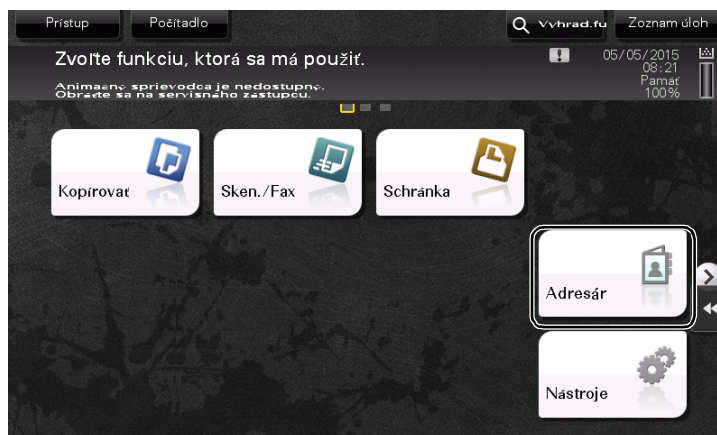 Prístup
Počítadlo
Vyhrad.fu
Zoznam úloh
Zvoľte funkciu, ktorá sa má použiť.
05/05/2015
08:21
Pamäť
100%
Animačný sprievodca je nedostupný.
Obráťte sa na servisného zástupcu.
Kopírovať
Sken./Fax
Schránka
Adresár
Nástroje